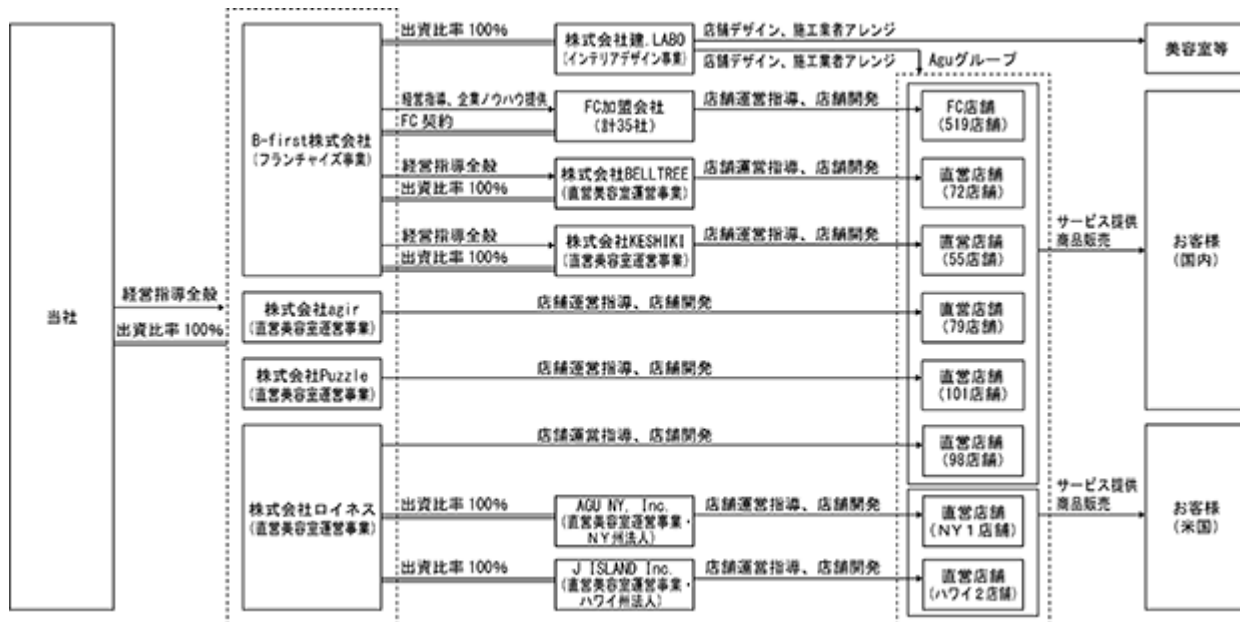 当社
経営指導全般
出資比率 100%
B-first株式会社
(フランチャイズ事業)
株式会社agir
(直営美容室運営事業)
株式会社Puzzle
(直営美容室運営事業)
株式会社ロイネス
(直営美容室運営事業)
出資比率 100%
経営指導、企業ノウハウ提供
FC 契約
経営指導全般
出資比率 100%
経営指導全般
出資比率 100%
出資比率 100%
出資比率 100%
株式会社建.LABO
(インテリアデザイン事業)
FC加盟会社
(計35社)
株式会社BELLTREE
(直営美容室運営事業)
株式会社KESHIKI
(直営美容室運営事業)
店舗運営指導、店舗開発
店舗運営指導、店舗開発
店舗運営指導、店舗開発
AGU NY, Inc.
(直営美容室運営事業・
NY州法人)
J ISLAND Inc.
(直営美容室運営事業・
ハワイ州法人)
店舗デザイン、施工業者アレンジ
店舗デザイン、施工業者アレンジ
店舗運営指導、店舗開発
店舗運営指導、店舗開発
店舗運営指導、店舗開発
店舗運営指導、店舗開発
店舗運営指導、店舗開発
Aguグループ
FC店舗
(519店舗)
直営店舗
(72店舗)
直営店舗
(55店舗)
直営店舗
(79店舗)
直営店舗
(101店舗)
直営店舗
(98店舗)
直営店舗
(NY1店舗)
直営店舗
(ハワイ2店舗)
サービス提供
商品販売
サービス提供
商品販売
美容室等
お客様
(国内)
お客様
(米国)